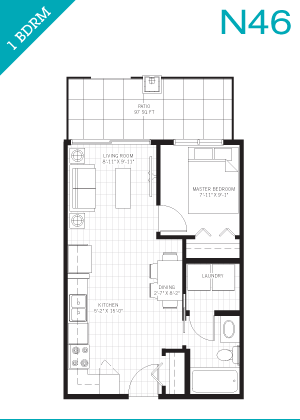 1 BDRM
N46
PATIO
97 SQ FT
LIVING ROOM
8'-11" X 9'-11"
MASTER BEDROOM
7'-11" X 9'-1"
LAUNDRY
DINING
2'-7" X 8'-2"
KITCHEN
5'-2" X 15'-0"